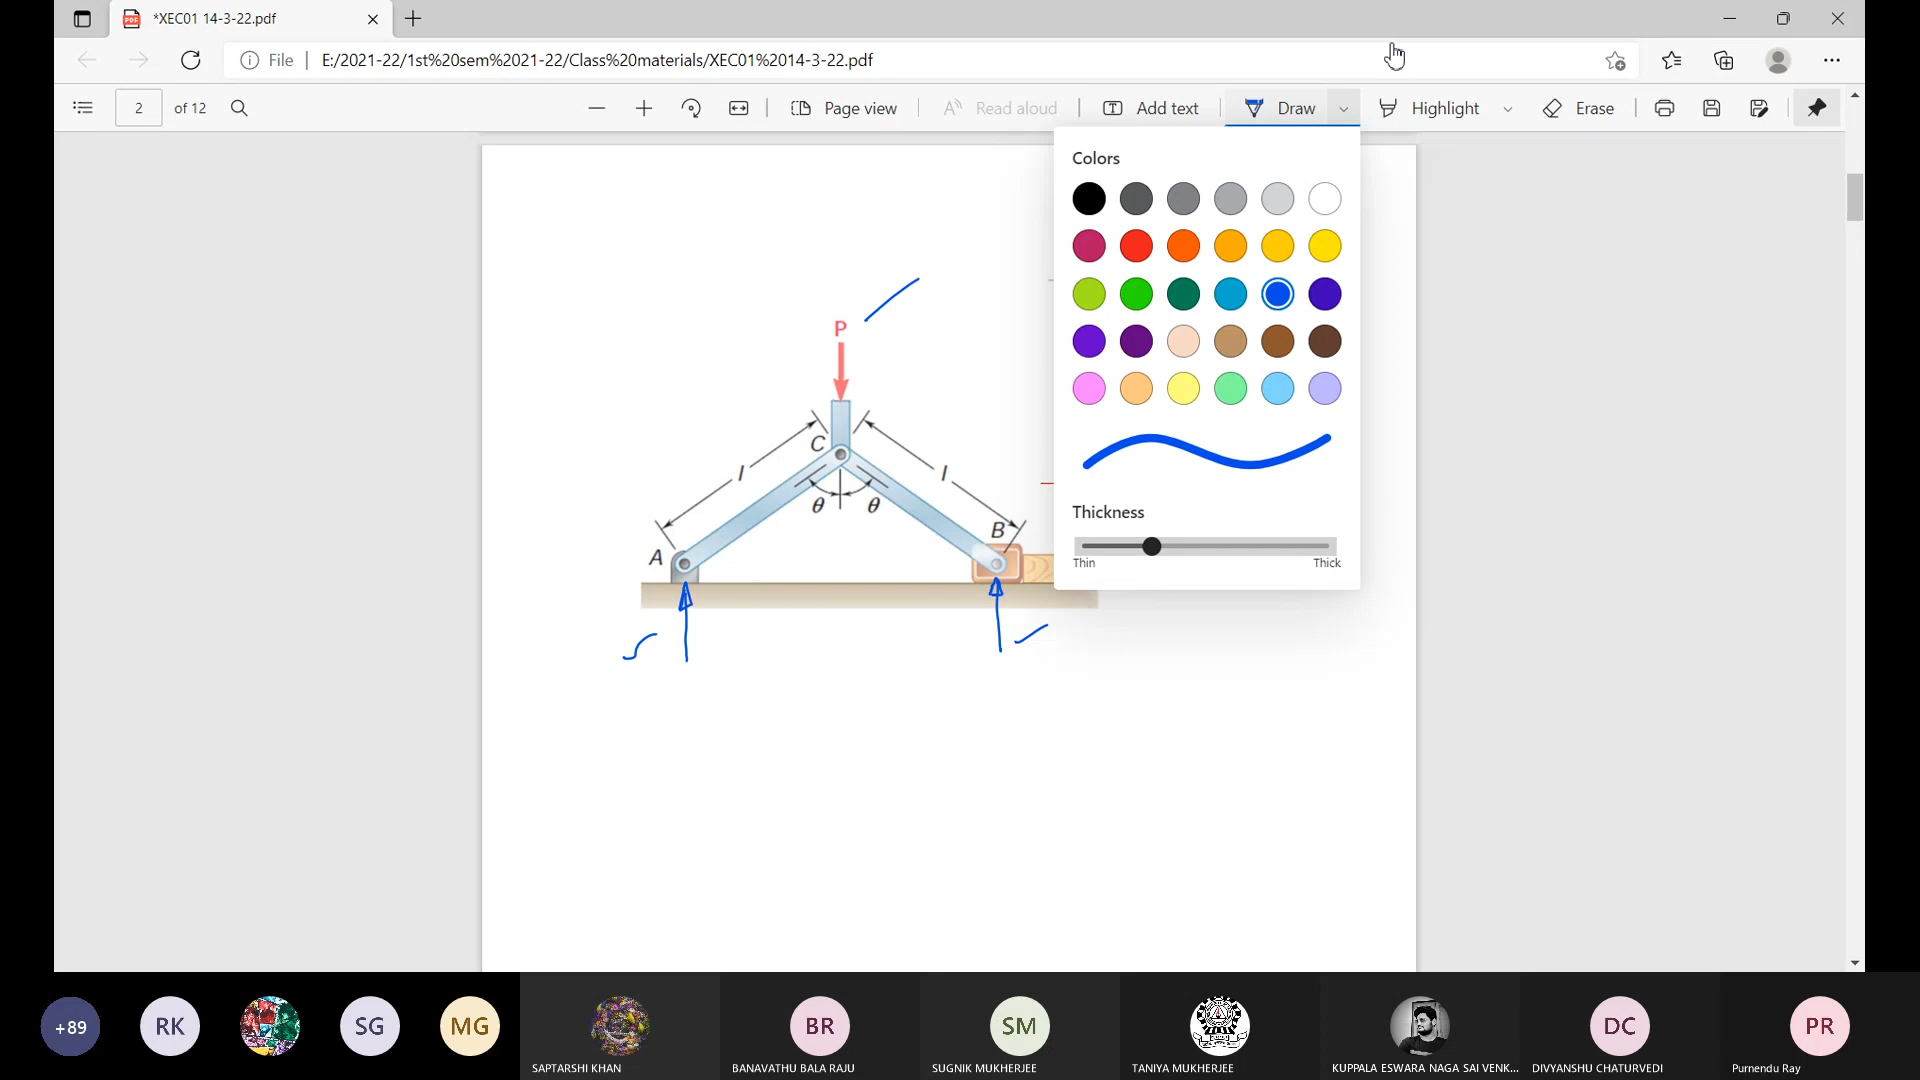 *XEC01 14-3-22.pdf
File
E:/2021-22/1st%20sem%2021-22/Class%20materials/XEC01%2014-3-22.pdf
2 of 12
Page view
Read aloud
Add text
Draw
Highlight
Erase
Colors
Thickness
Thin
Thick
P
C
l
l
θ
θ
B
A
+89
RK
SG
MG
BR
SM
DC
PR
SAPTARSHI KHAN
BANAVATHU BALA RAJU
SUGNIK MUKHERJEE
TANIYA MUKHERJEE
KUPPALA ESWARA NAGA SAI VENK...
DIVYANSHU CHATURVEDI
Purnendu Ray